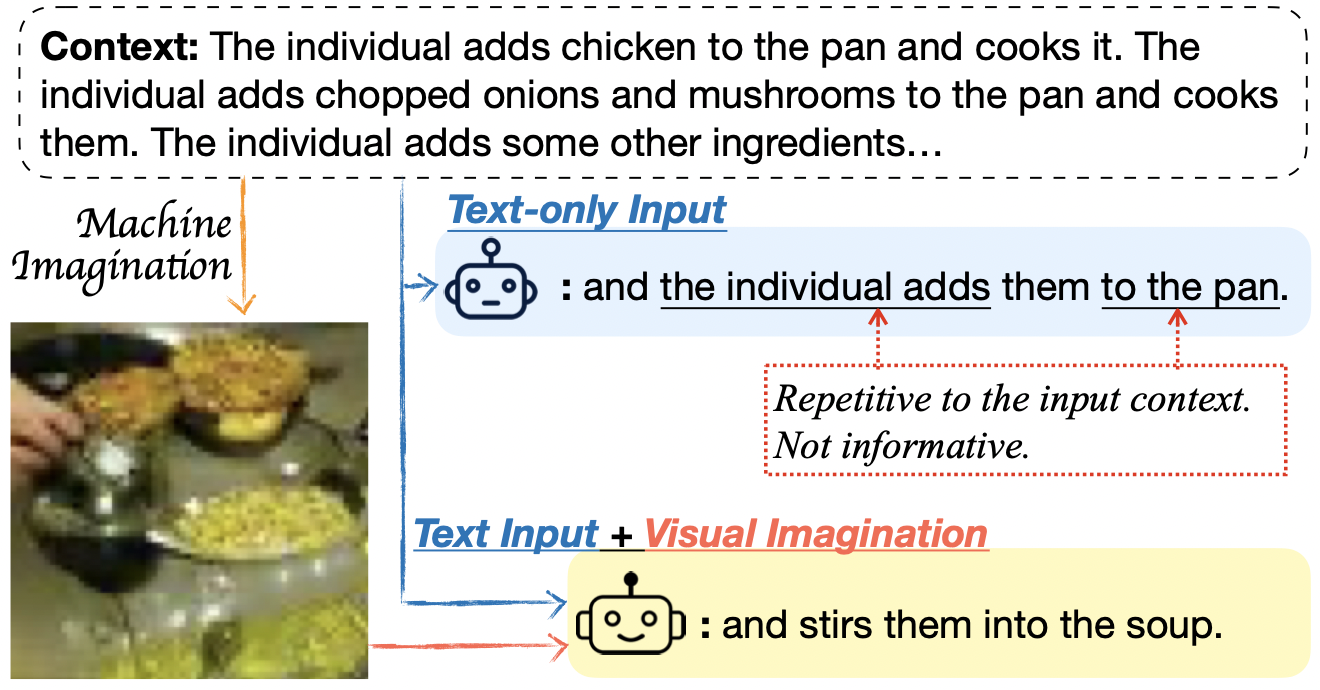 Context: The individual adds chicken to the pan and cooks it. The
individual adds chopped onions and mushrooms to the pan and cooks
them. The individual adds some other ingredients…
Machine
Imagination
Text-only Input
: and the individual adds them to the pan.
Repetitive to the input context.
Not informative.
Text Input + Visual Imagination
: and stirs them into the soup.